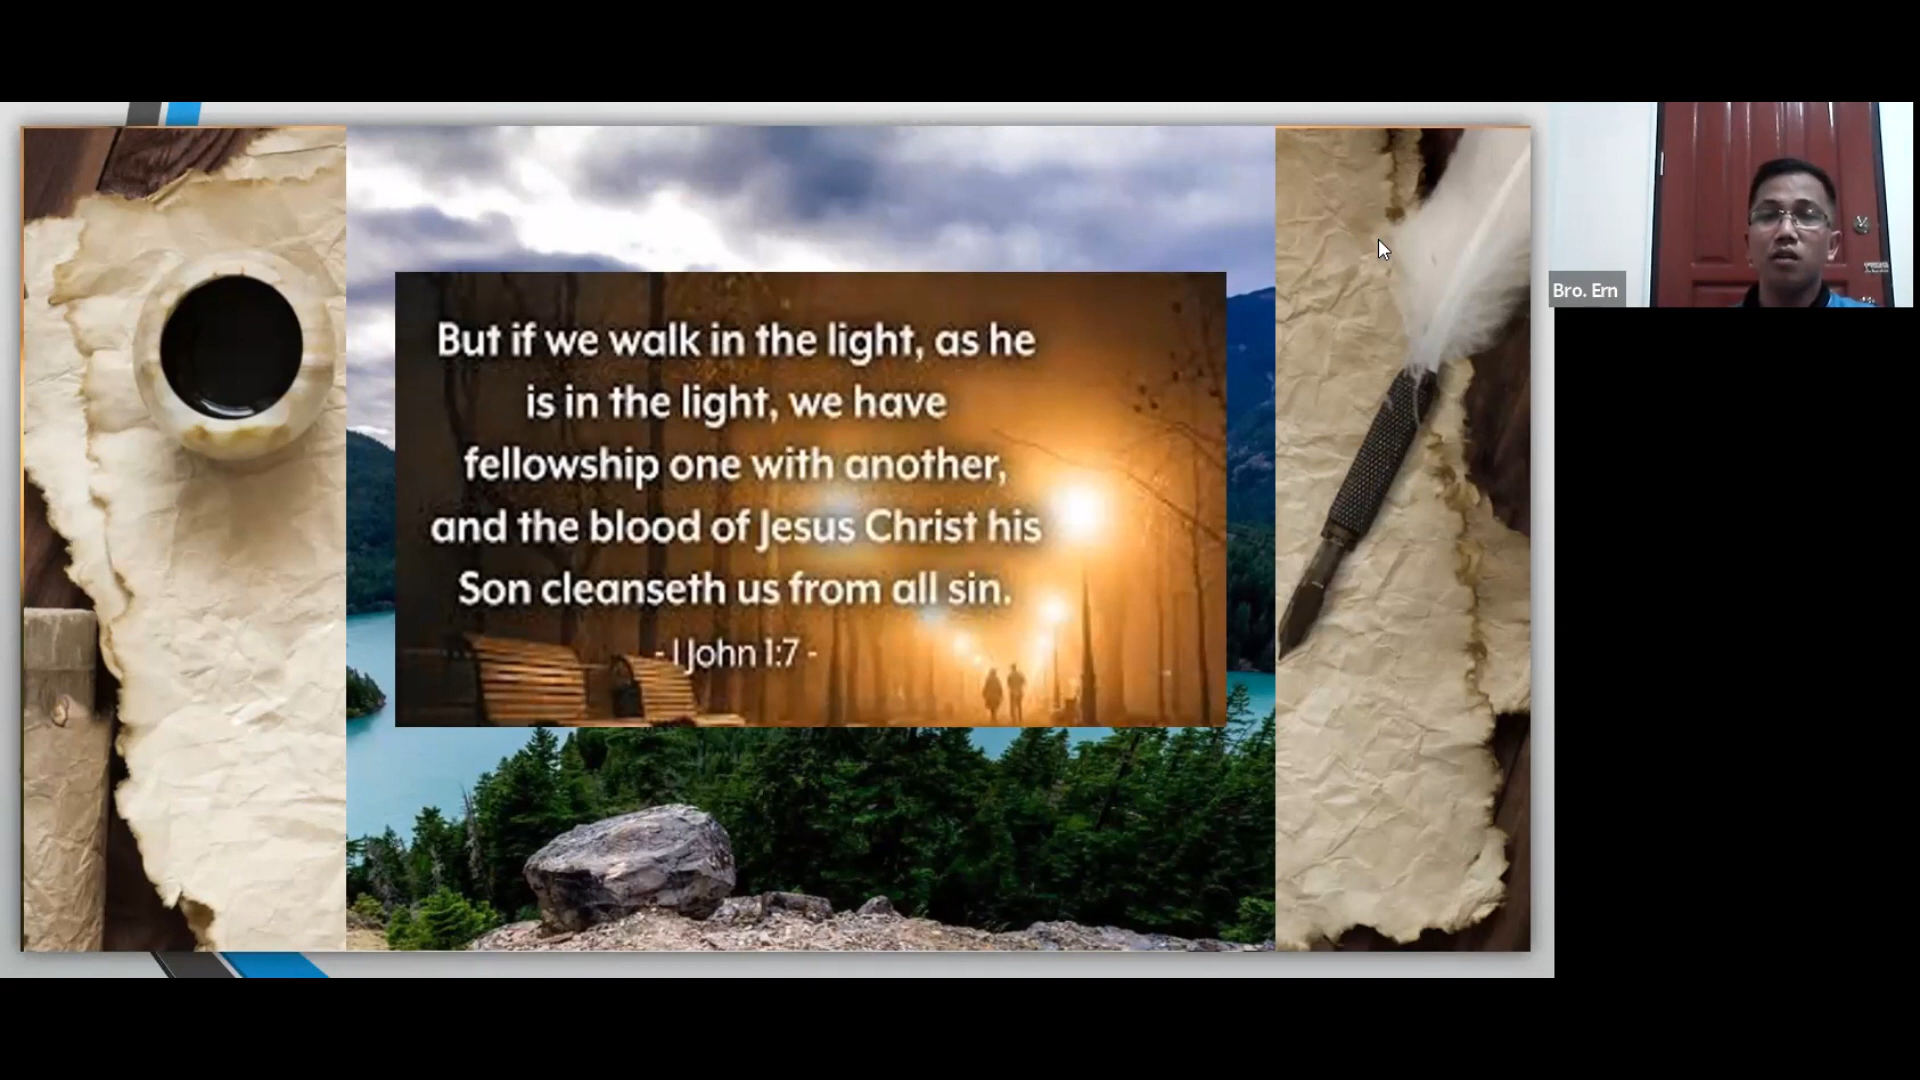 But if we walk in the light, as he
is in the light, we have
fellowship one with another,
and the blood of Jesus Christ his
Son cleanseth us from all sin.
- I John 1:7 -
Bro. Ern